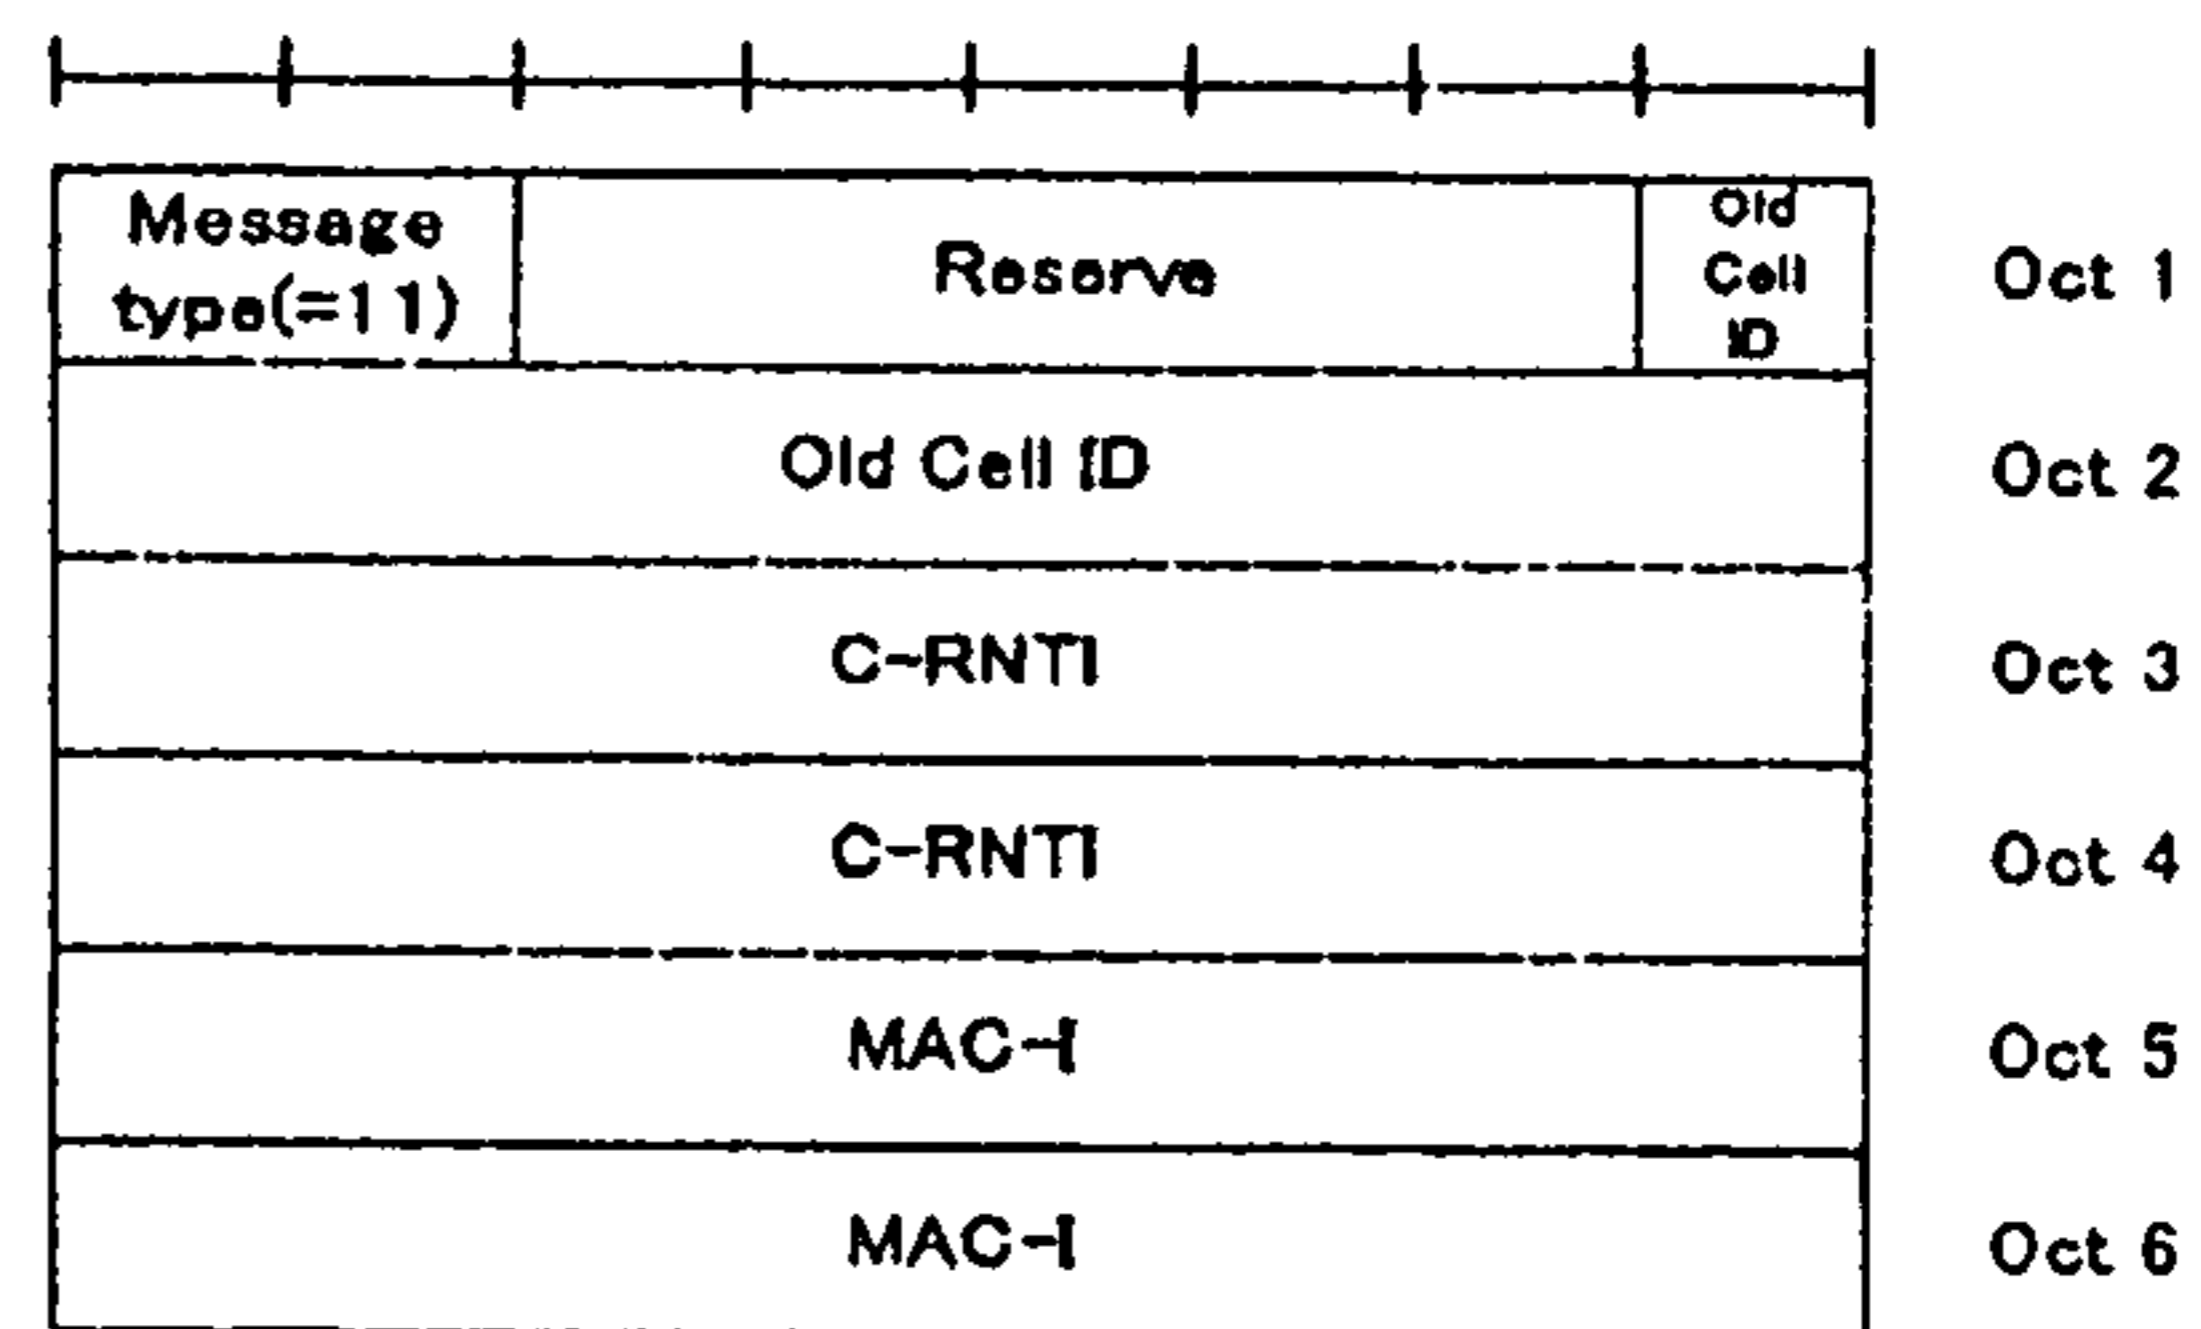 Message
type(=11)
Reserve
Old
Cell
ID
Oct 1
Old Cell ID
Oct 2
C-RNTI
Oct 3
C-RNTI
Oct 4
MAC-I
Oct 5
MAC-I
Oct 6